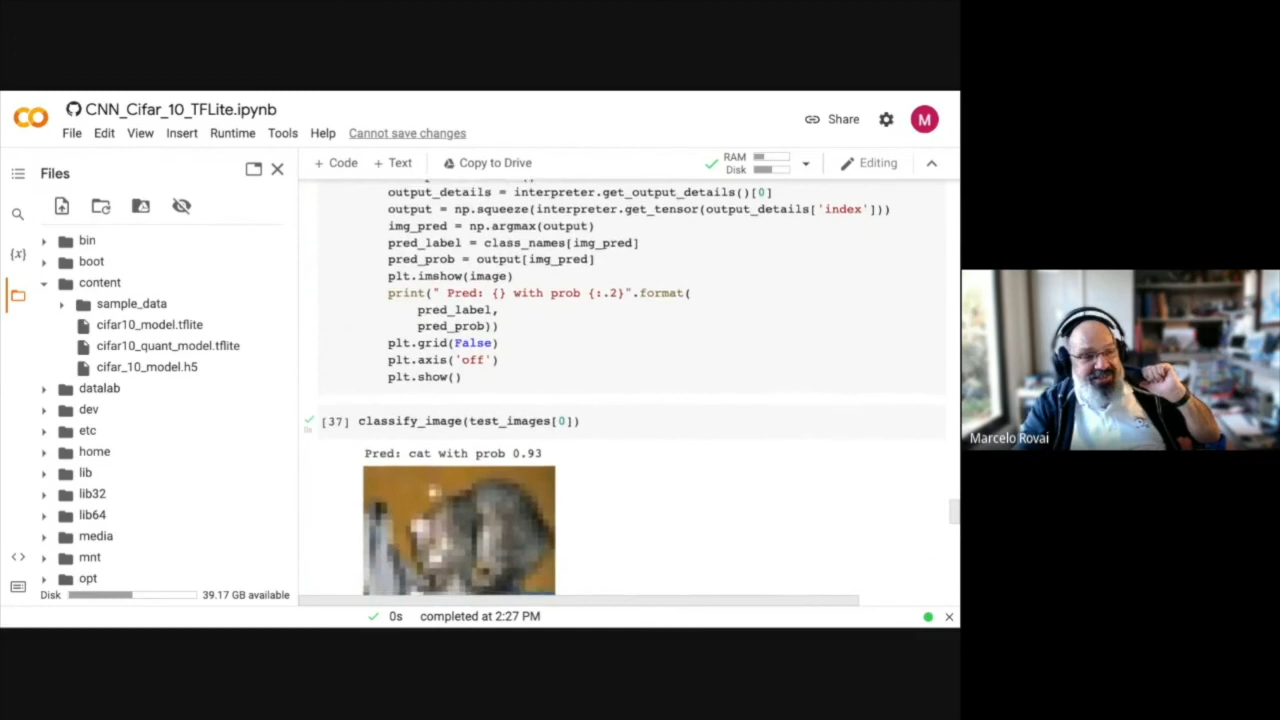 CNN_Cifar_10_TFLite.ipynb
File Edit View Insert Runtime Tools Help Cannot save changes
Share
M
Files
+ Code + Text Copy to Drive
RAM
Disk
Editing
bin
boot
content
sample_data
cifar10_model.tflite
cifar10_quant_model.tflite
cifar_10_model.h5
datalab
dev
etc
home
lib
lib32
lib64
media
mnt
opt
Disk 39.17 GB available
{x}
<>
output_details = interpreter.get_output_details()[0]
output = np.squeeze(interpreter.get_tensor(output_details['index']))
img_pred = np.argmax(output)
pred_label = class_names[img_pred]
pred_prob = output[img_pred]
plt.imshow(image)
print(" Pred: {} with prob {:.2}".format(
pred_label,
pred_prob))
plt.grid(False)
plt.axis('off')
plt.show()
[37] classify_image(test_images[0])
0s
Pred: cat with prob 0.93
0s completed at 2:27 PM
Marcelo Rovai